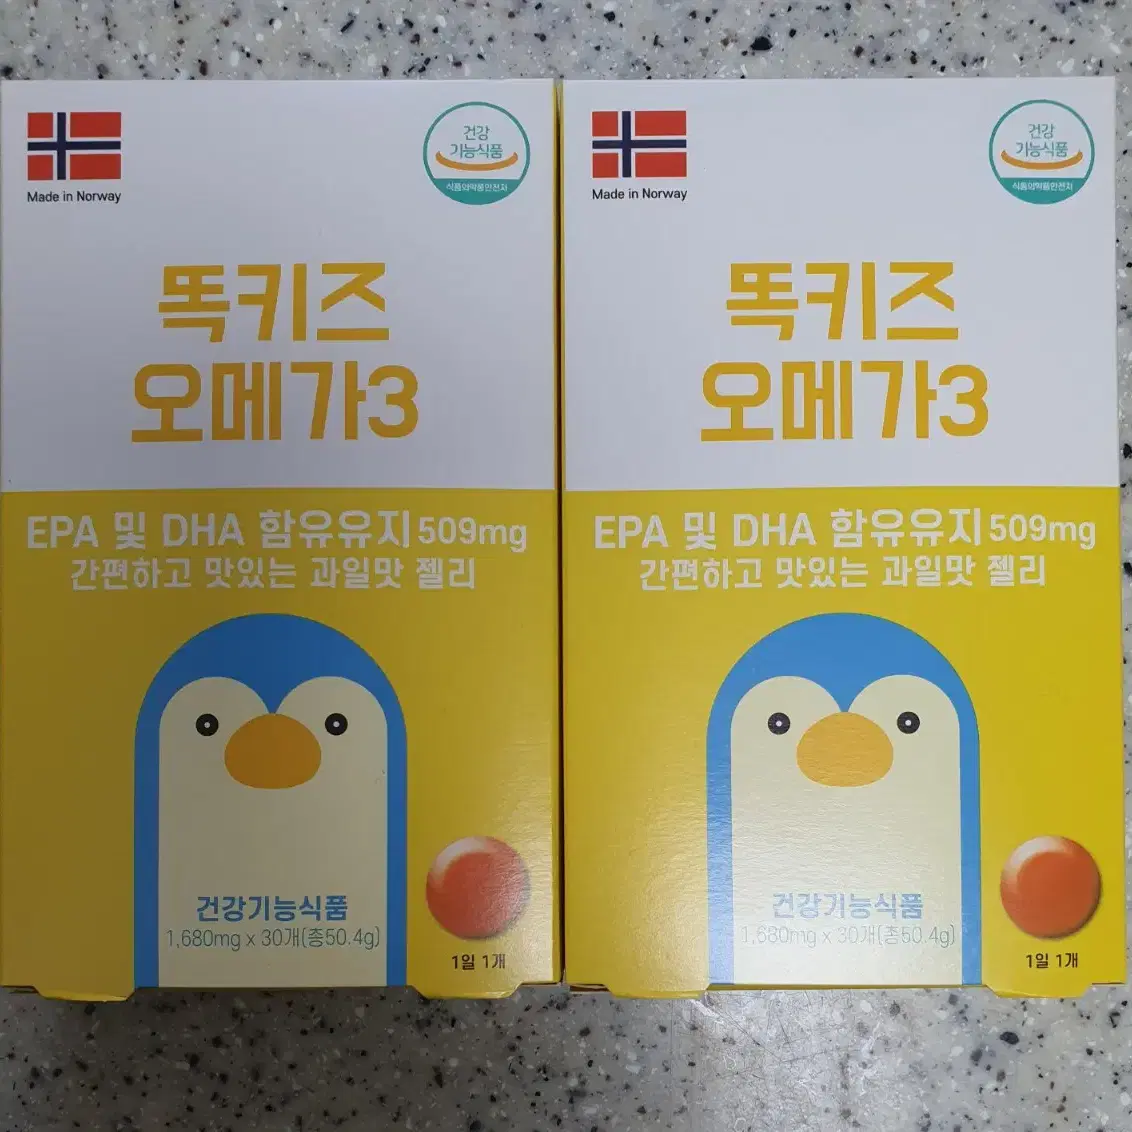 Made in Norway
건강
기능식품
식품의약품안전처
똑키즈
오메가3
EPA 및 DHA 함유유지 509mg
간편하고 맛있는 과일맛 젤리
건강기능식품
1,680mg x 30개(총50.4g)
1일 1개
Made in Norway
건강
기능식품
식품의약품안전처
똑키즈
오메가3
EPA 및 DHA 함유유지 509mg
간편하고 맛있는 과일맛 젤리
건강기능식품
1,680mg x 30개(총50.4g)
1일 1개